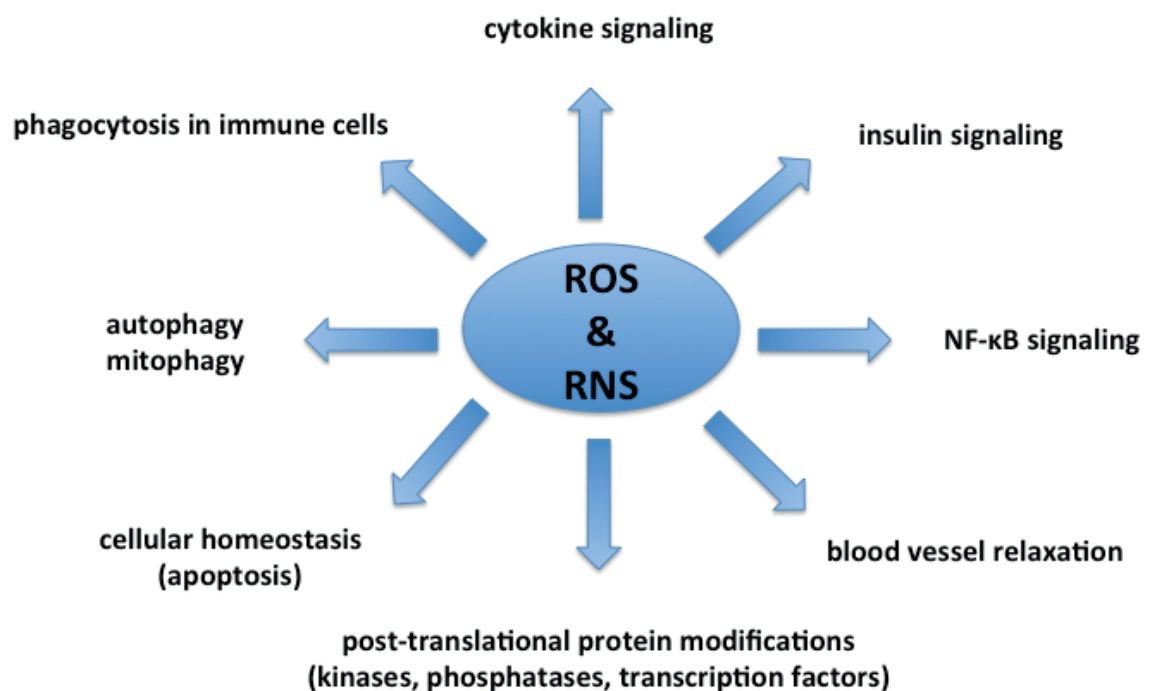 cytokine signaling
phagocytosis in immune cells
insulin signaling
ROS
&
RNS
autophagy
mitophagy
NF-κB signaling
cellular homeostasis
(apoptosis)
blood vessel relaxation
post-translational protein modifications
(kinases, phosphatases, transcription factors)